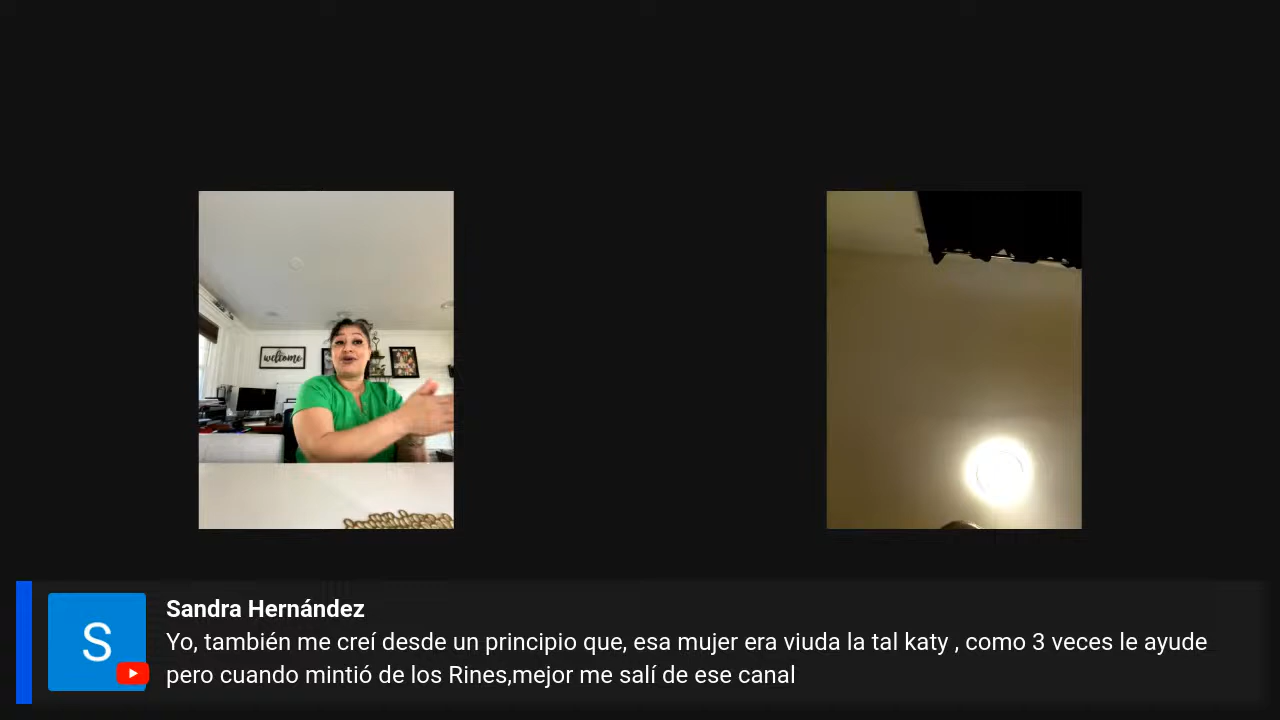 welcome
S
Sandra Hernández
Yo, también me creí desde un principio que, esa mujer era viuda la tal katy , como 3 veces le ayude
pero cuando mintió de los Rines,mejor me salí de ese canal